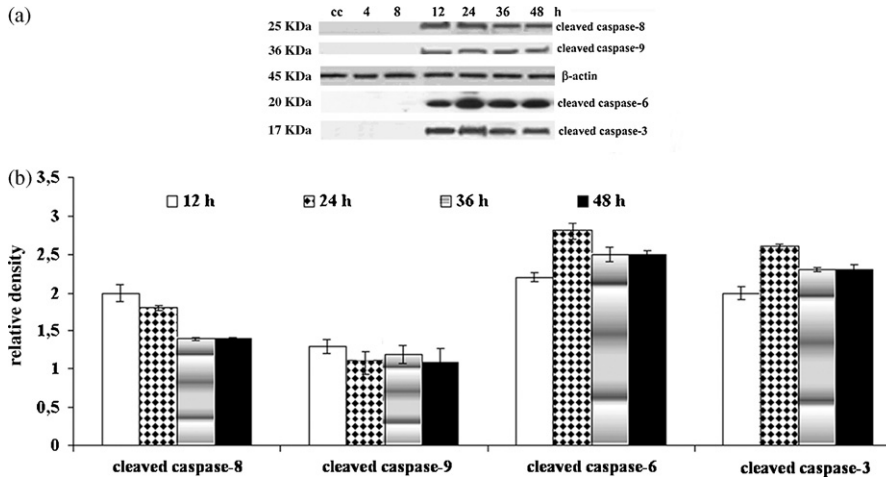 (a)
cc 4 8 12 24 36 48 h
25 KDa cleaved caspase-8
36 KDa cleaved caspase-9
45 KDa β-actin
20 KDa cleaved caspase-6
17 KDa cleaved caspase-3
(b)
3,5
3
2,5
2
1,5
1
0,5
0
relative density
12 h 24 h 36 h 48 h
cleaved caspase-8 cleaved caspase-9 cleaved caspase-6 cleaved caspase-3